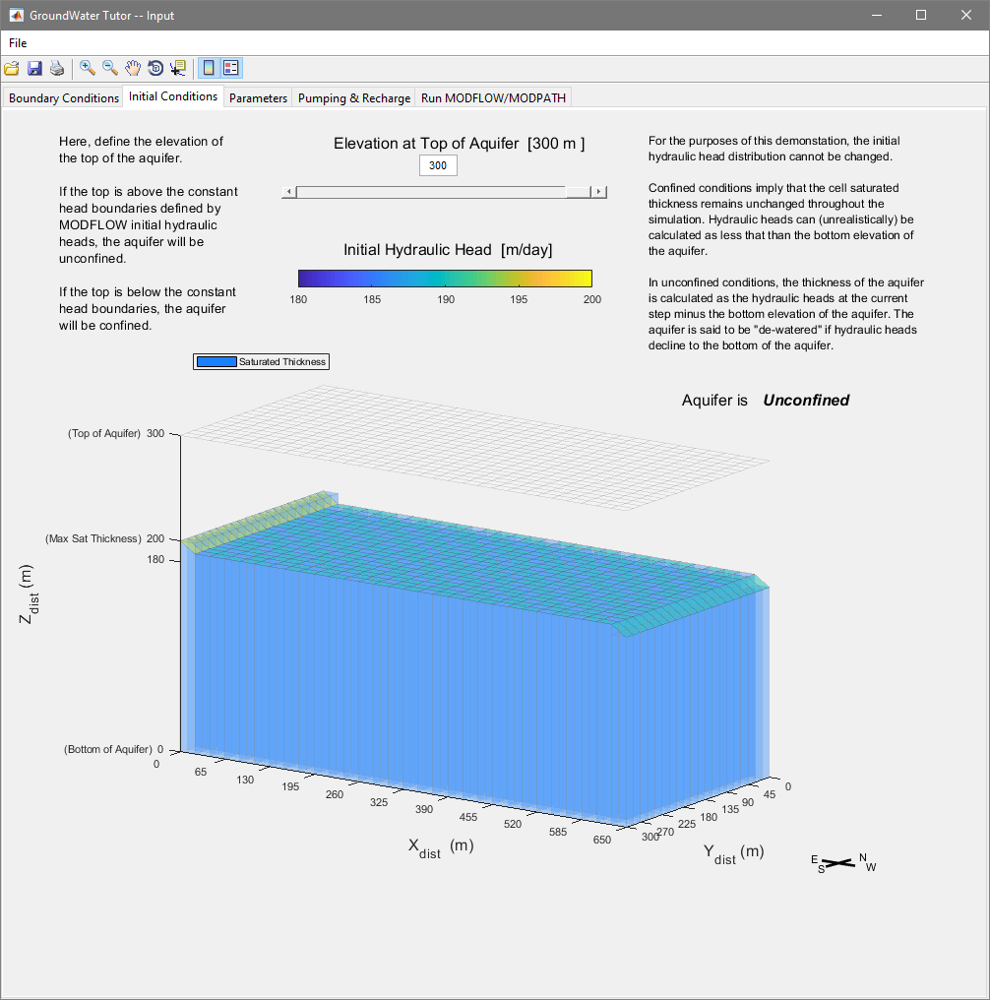 GroundWater Tutor -- Input
File
Boundary Conditions
Initial Conditions
Parameters
Pumping & Recharge
Run MODFLOW/MODPATH
Here, define the elevation of
the top of the aquifer.
If the top is above the constant
head boundaries defined by
MODFLOW initial hydraulic
heads, the aquifer will be
unconfined.
If the top is below the constant
head boundaries, the aquifer
will be confined.
Elevation at Top of Aquifer [300 m ]
300
Initial Hydraulic Head [m/day]
180 185 190 195 200
For the purposes of this demonstation, the initial
hydraulic head distribution cannot be changed.
Confined conditions imply that the cell saturated
thickness remains unchanged throughout the
simulation. Hydraulic heads can (unrealistically) be
calculated as less that than the bottom elevation of
the aquifer.
In unconfined conditions, the thickness of the aquifer
is calculated as the hydraulic heads at the current
step minus the bottom elevation of the aquifer. The
aquifer is said to be "de-watered" if hydraulic heads
decline to the bottom of the aquifer.
Saturated Thickness
Aquifer is Unconfined
(Top of Aquifer) 300
(Max Sat Thickness) 200
180
(Bottom of Aquifer) 0
Zdist (m)
0 65 130 195 260 325 390 455 520 585 650
Xdist (m)
300 270 225 180 135 90 45 0
Ydist (m)
E
S
N
W